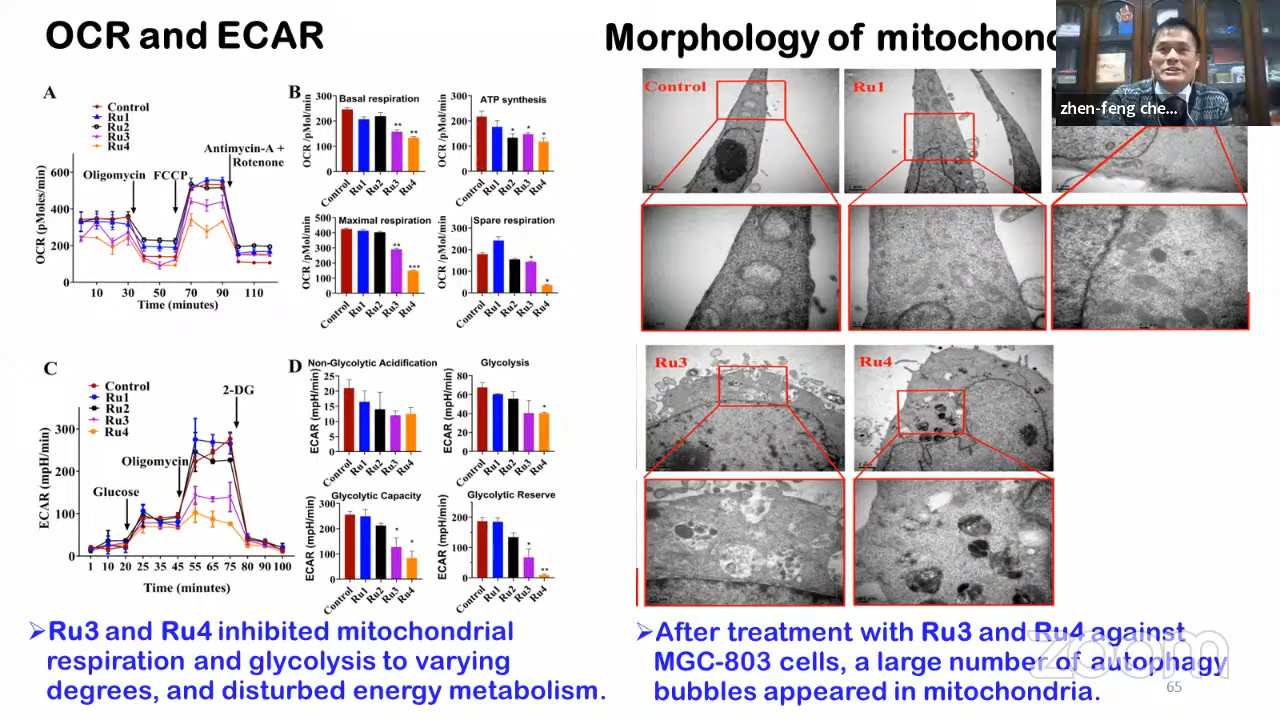 OCR and ECAR
A
Control
Ru1
Ru2
Ru3
Ru4
Oligomycin
FCCP
Antimycin-A +
Rotenone
OCR (pMoles/min)
600
400
200
0
10 30 50 70 90 110
Time (minutes)
B
Basal respiration
OCR /pMol/min)
300
200
100
0
Control Ru1 Ru2 Ru3 Ru4
** **
ATP synthesis
OCR /pMol/min)
300
200
100
0
Control Ru1 Ru2 Ru3 Ru4
* * *
Maximal respiration
OCR /pMol/min)
500
400
300
200
100
0
Control Ru1 Ru2 Ru3 Ru4
** ***
Spare respiration
OCR /pMol/min)
300
200
100
0
Control Ru1 Ru2 Ru3 Ru4
* *
C
Control
Ru1
Ru2
Ru3
Ru4
2-DG
Oligomycin
Glucose
ECAR (mpH/min)
300
200
100
0
1 10 20 25 35 45 55 65 75 80 90 100
Time (minutes)
D
Non-Glycolytic Acidification
ECAR (mpH/min)
25
20
15
10
5
0
Control Ru1 Ru2 Ru3 Ru4
Glycolysis
ECAR (mpH/min)
80
60
40
20
0
Control Ru1 Ru2 Ru3 Ru4
*
Glycolytic Capacity
ECAR (mpH/min)
300
200
100
0
Control Ru1 Ru2 Ru3 Ru4
* *
Glycolytic Reserve
ECAR (mpH/min)
200
100
0
Control Ru1 Ru2 Ru3 Ru4
* **
➢Ru3 and Ru4 inhibited mitochondrial
respiration and glycolysis to varying
degrees, and disturbed energy metabolism.
Morphology of mitochond
zhen-feng che...
Control
Ru1
Ru3
Ru4
➢After treatment with Ru3 and Ru4 against
MGC-803 cells, a large number of autophagy
bubbles appeared in mitochondria.
zoom
65